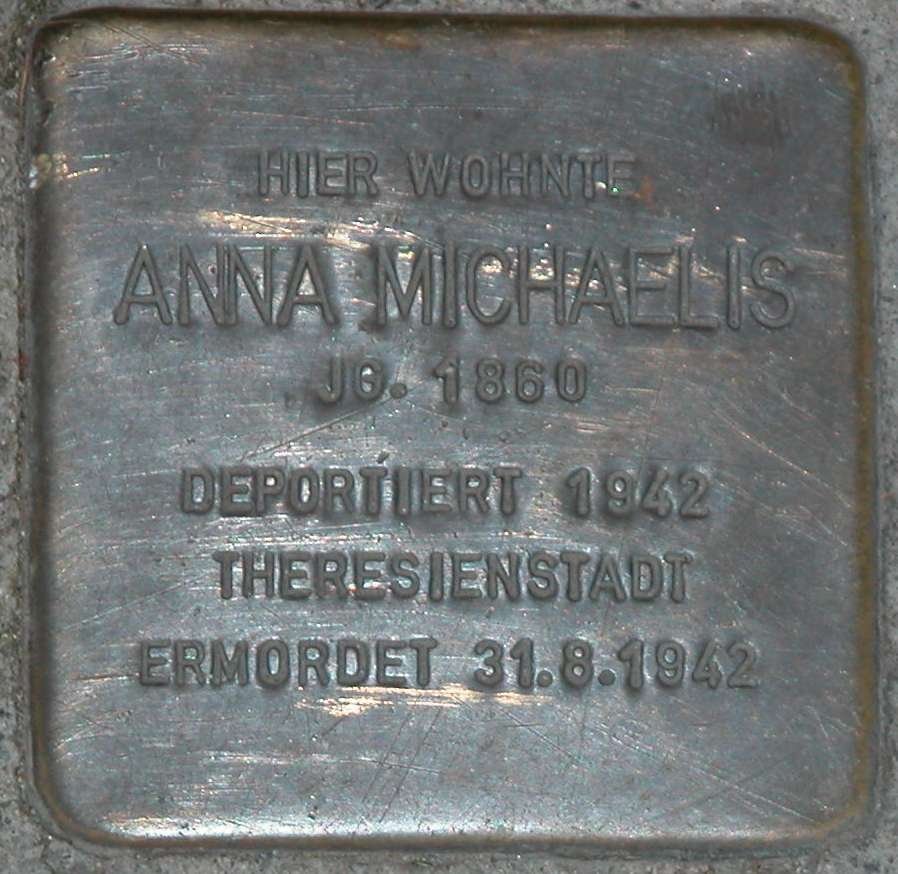 HIER WOHNTE
ANNA MICHAELIS
JG. 1860
DEPORTIERT 1942
THERESIENSTADT
ERMORDET 31.8.1942